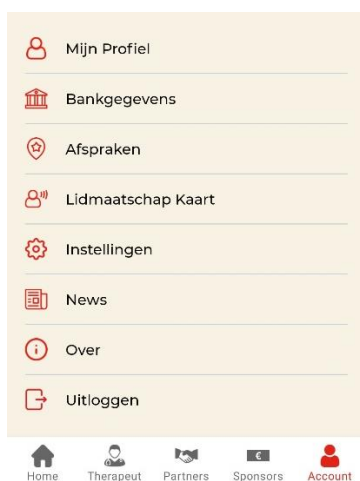 Mijn Profiel
Bankgegevens
Afspraken
Lidmaatschap Kaart
Instellingen
News
Over
Uitloggen
Home Therapeut Partners Sponsors Account